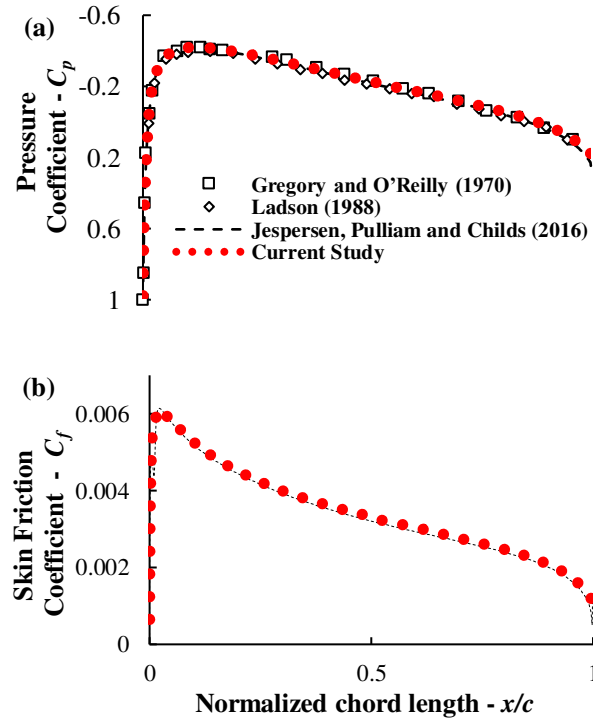 (a)
Pressure
Coefficient - Cp
-0.6
-0.2
0.2
0.6
1
Gregory and O'Reilly (1970)
Ladson (1988)
Jespersen, Pulliam and Childs (2016)
Current Study
(b)
Skin Friction
Coefficient - Cf
0.006
0.004
0.002
0
0
0.5
1
Normalized chord length - x/c